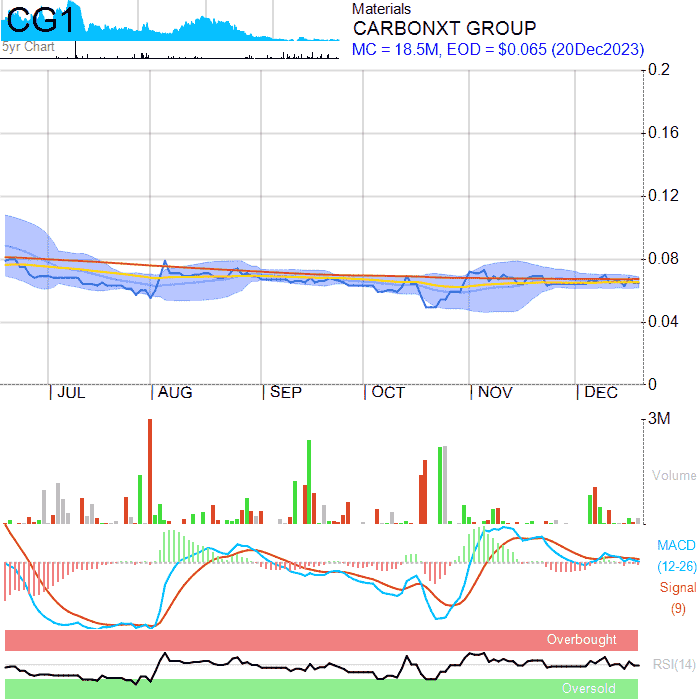 CG1
5yr Chart
Materials
CARBONXT GROUP
MC = 18.5M, EOD = $0.065 (20Dec2023)
0.2
0.16
0.12
0.08
0.04
0
JUL AUG SEP OCT NOV DEC
3M
Volume
MACD
(12-26)
Signal
(9)
Overbought
RSI(14)
Oversold